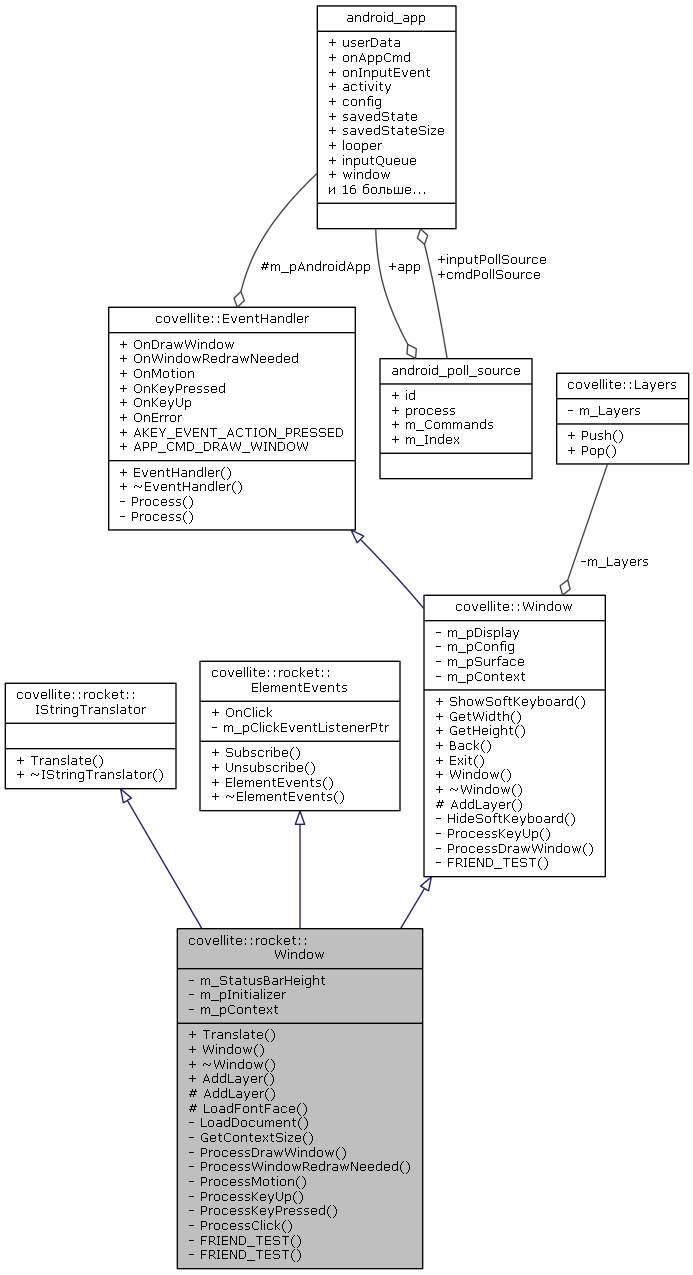 android_app
+ userData
+ onAppCmd
+ onInputEvent
+ activity
+ config
+ savedState
+ savedStateSize
+ looper
+ inputQueue
+ window
и 16 больше...
#m_pAndroidApp
+app
+inputPollSource
+cmdPollSource
covellite::EventHandler
+ OnDrawWindow
+ OnWindowRedrawNeeded
+ OnMotion
+ OnKeyPressed
+ OnKeyUp
+ OnError
+ AKEY_EVENT_ACTION_PRESSED
+ APP_CMD_DRAW_WINDOW
+ EventHandler()
+ ~EventHandler()
- Process()
- Process()
android_poll_source
+ id
+ process
+ m_Commands
+ m_Index
covellite::Layers
- m_Layers
+ Push()
+ Pop()
-m_Layers
covellite::Window
- m_pDisplay
- m_pConfig
- m_pSurface
- m_pContext
+ ShowSoftKeyboard()
+ GetWidth()
+ GetHeight()
+ Back()
+ Exit()
+ Window()
+ ~Window()
# AddLayer()
- HideSoftKeyboard()
- ProcessKeyUp()
- ProcessDrawWindow()
- FRIEND_TEST()
covellite::rocket::
IStringTranslator
+ Translate()
+ ~IStringTranslator()
covellite::rocket::
ElementEvents
+ OnClick
- m_pClickEventListenerPtr
+ Subscribe()
+ Unsubscribe()
+ ElementEvents()
+ ~ElementEvents()
covellite::rocket::
Window
- m_StatusBarHeight
- m_pInitializer
- m_pContext
+ Translate()
+ Window()
+ ~Window()
+ AddLayer()
# AddLayer()
# LoadFontFace()
- LoadDocument()
- GetContextSize()
- ProcessDrawWindow()
- ProcessWindowRedrawNeeded()
- ProcessMotion()
- ProcessKeyUp()
- ProcessKeyPressed()
- ProcessClick()
- FRIEND_TEST()
- FRIEND_TEST()